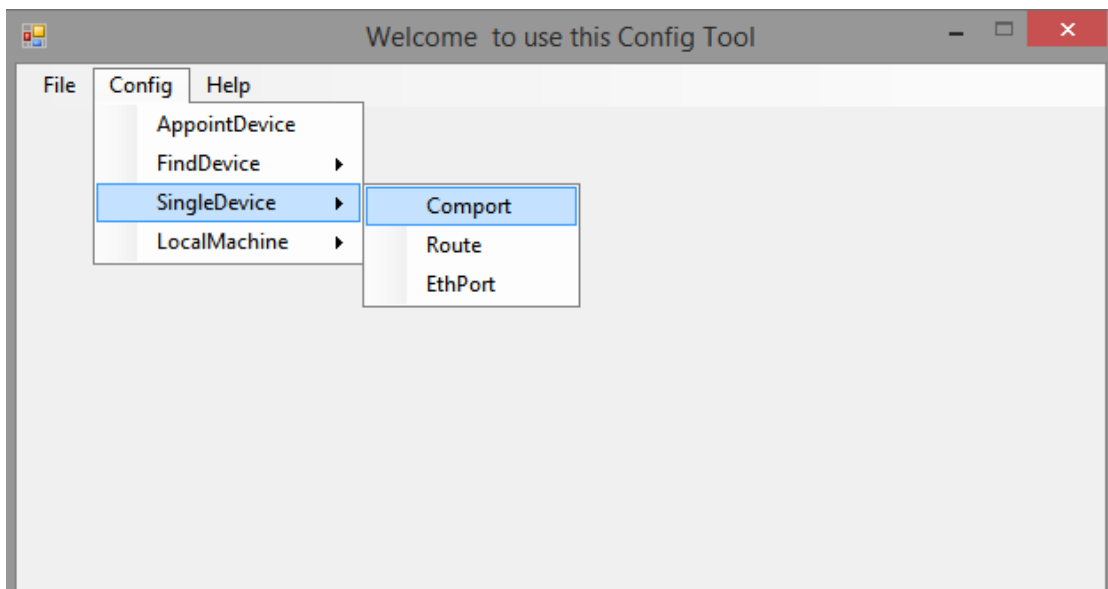 Welcome  to use this Config Tool
File Config Help
AppointDevice
FindDevice
SingleDevice
LocalMachine
Comport
Route
EthPort